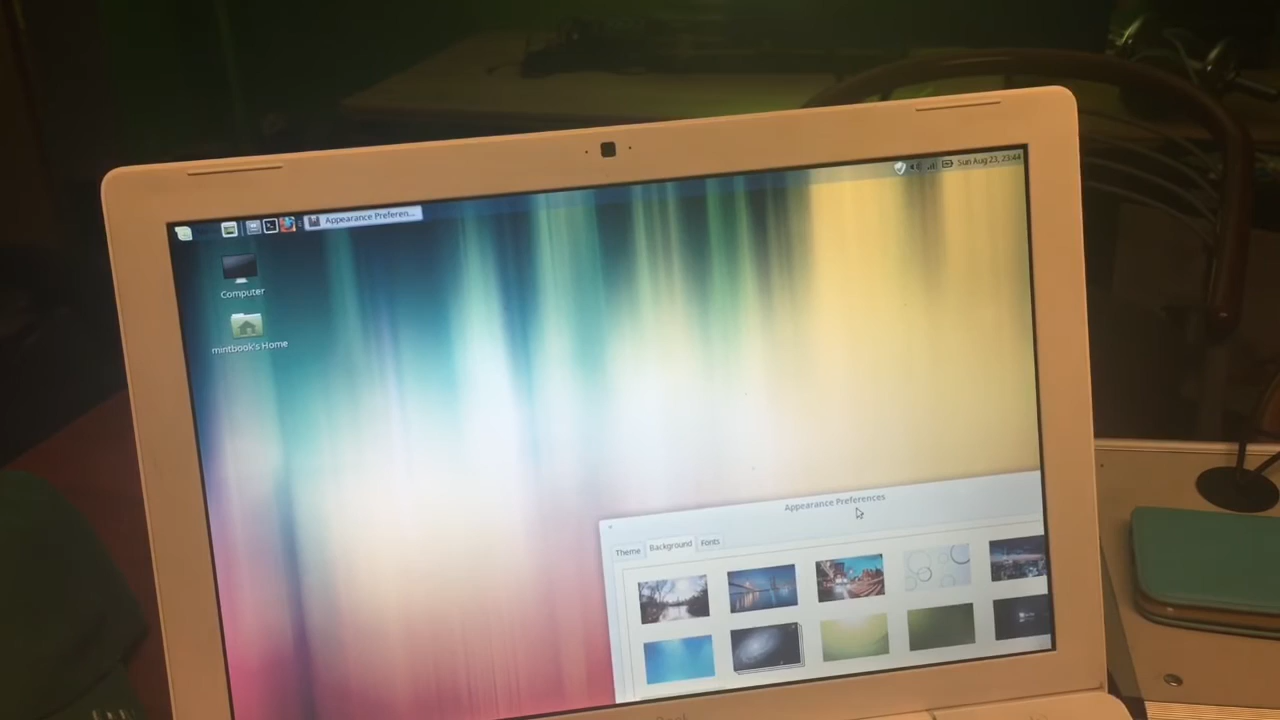 Appearance Preferen...
Sun Aug 23, 23:44
Computer
mintbook's Home
Appearance Preferences
Theme
Background
Fonts